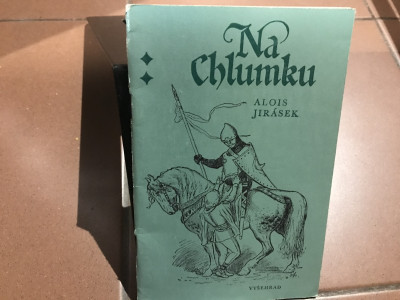 Na
Chlumku
ALOIS
JIRÁSEK
VYŠEHRAD